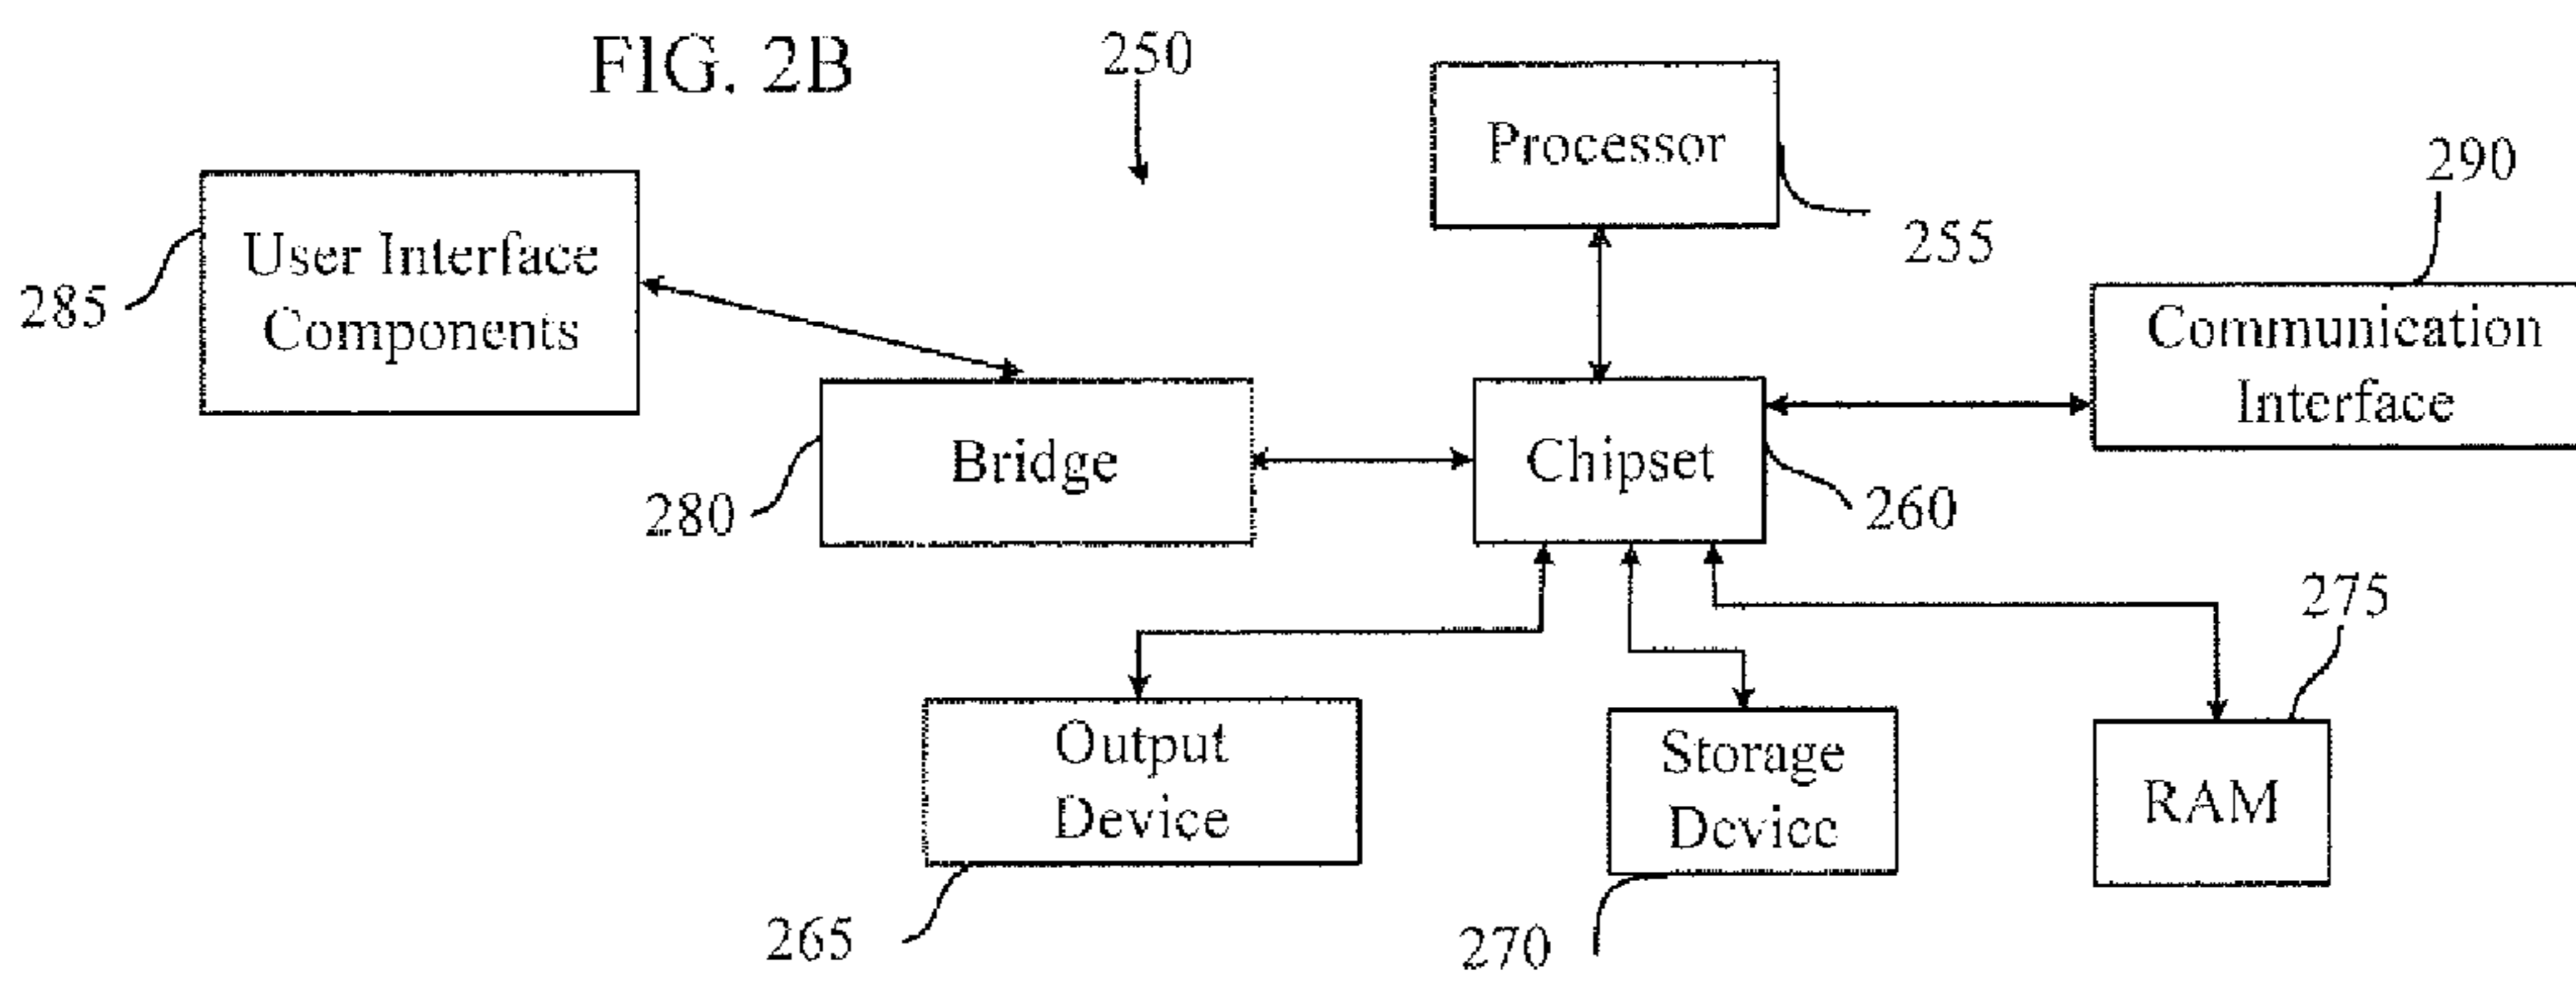 FIG. 2B
250
Processor
290
User Interface
Components
255
285
Communication
Interface
Bridge
Chipset
280
260
275
Output
Device
Storage
Device
RAM
265
270